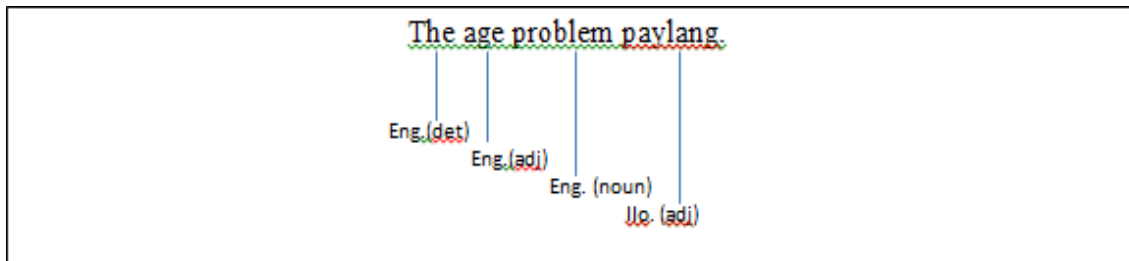 The age problem paylang.
Eng.(det)
Eng.(adj)
Eng. (noun)
Ilo. (adj)